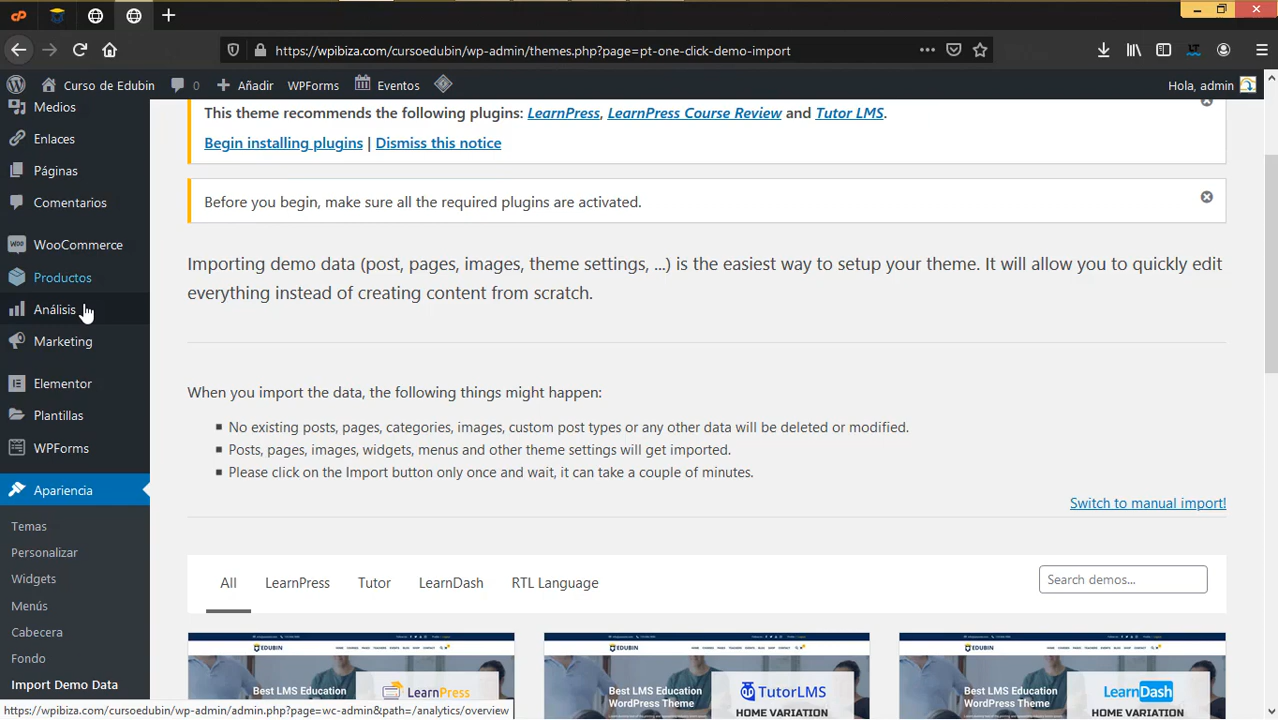 https://wpibiza.com/cursoedubin/wp-admin/themes.php?page=pt-one-click-demo-import
Curso de Edubin 0 Añadir WPForms Eventos Hola, admin
Medios
Enlaces
Páginas
Comentarios
WooCommerce
Productos
Análisis
Marketing
Elementor
Plantillas
WPForms
Apariencia
Temas
Personalizar
Widgets
Menús
Cabecera
Fondo
Import Demo Data
This theme recommends the following plugins: LearnPress, LearnPress Course Review and Tutor LMS.
Begin installing plugins | Dismiss this notice
Before you begin, make sure all the required plugins are activated.
Importing demo data (post, pages, images, theme settings, ...) is the easiest way to setup your theme. It will allow you to quickly edit
everything instead of creating content from scratch.
When you import the data, the following things might happen:
No existing posts, pages, categories, images, custom post types or any other data will be deleted or modified.
Posts, pages, images, widgets, menus and other theme settings will get imported.
Please click on the Import button only once and wait, it can take a couple of minutes.
Switch to manual import!
All LearnPress Tutor LearnDash RTL Language
Search demos...
EDUBIN
Best LMS Education
WordPress Theme
LearnPress
EDUBIN
Best LMS Education
WordPress Theme
TutorLMS
HOME VARIATION
EDUBIN
Best LMS Education
WordPress Theme
LearnDash
HOME VARIATION
https://wpibiza.com/cursoedubin/wp-admin/admin.php?page=wc-admin&path=/analytics/overview